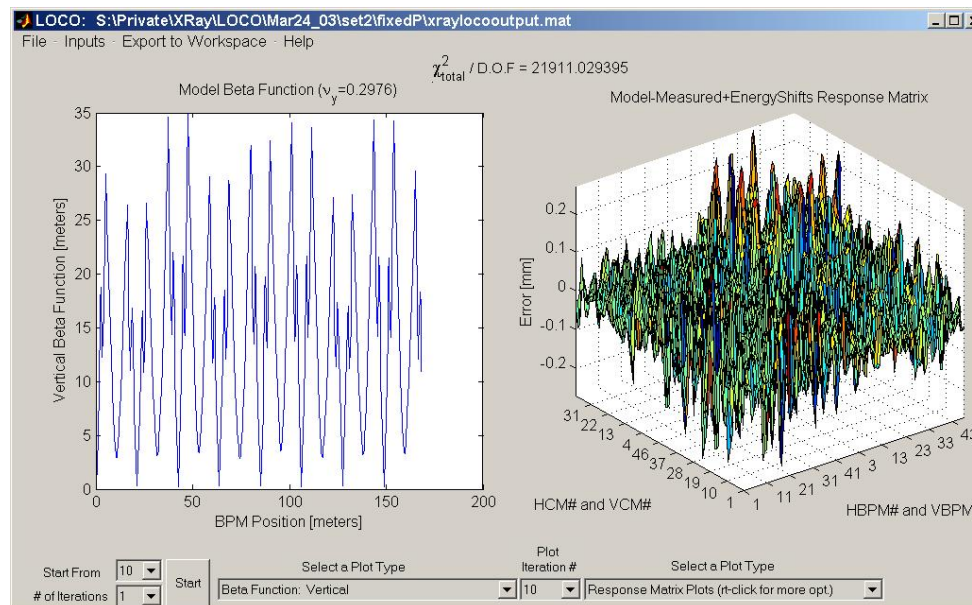 LOCO: S:\Private\XRay\LOCO\Mar24_03\set2\fixedP\xraylocooutput.mat
File - Inputs - Export to Workspace - Help
χ²total / D.O.F = 21911.029395
Model Beta Function (νy=0.2976)
Model-Measured+EnergyShifts Response Matrix
35
30
25
20
15
10
5
0
Vertical Beta Function [meters]
0 50 100 150 200
BPM Position [meters]
0.2
0.1
0
-0.1
-0.2
Error [mm]
31 22 13 4 46 37 28 19 10 1
1 11 21 31 41 3 13 23 33 43
HCM# and VCM#
HBPM# and VBPM#
Start From 10
# of Iterations 1
Start
Select a Plot Type
Beta Function: Vertical
Plot
Iteration #
10
Select a Plot Type
Response Matrix Plots (rt-click for more opt.)